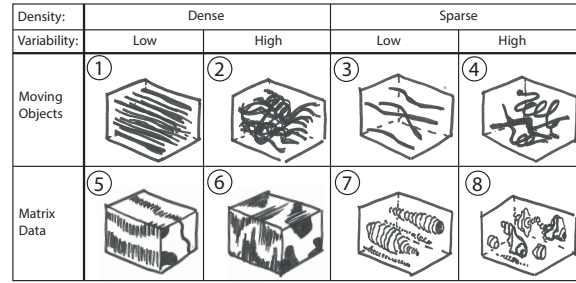 Density: Dense Sparse
Variability: Low High Low High
1 2 3 4
Moving
Objects
5 6 7 8
Matrix
Data